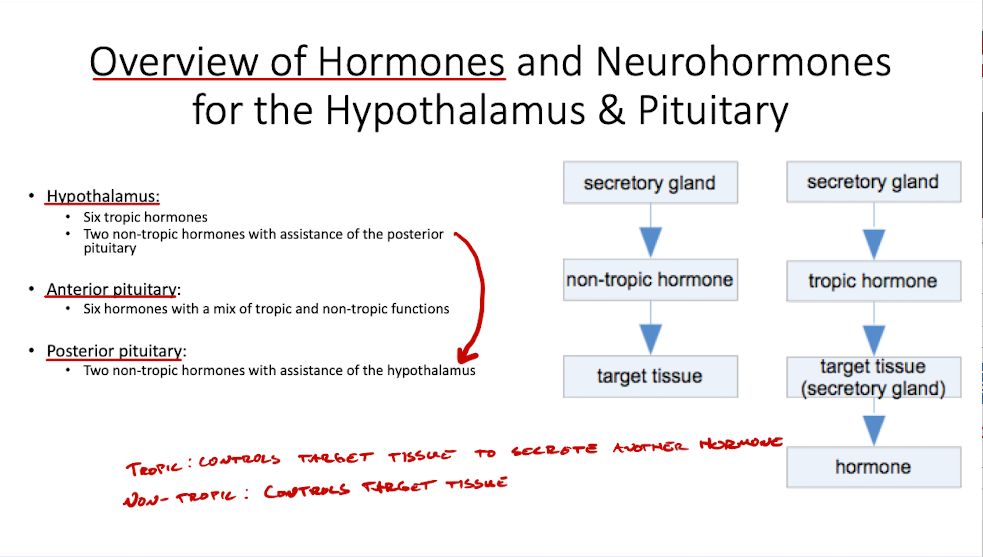 Overview of Hormones and Neurohormones
for the Hypothalamus & Pituitary
• Hypothalamus:
• Six tropic hormones
• Two non-tropic hormones with assistance of the posterior
pituitary
• Anterior pituitary:
• Six hormones with a mix of tropic and non-tropic functions
• Posterior pituitary:
• Two non-tropic hormones with assistance of the hypothalamus
secretory gland
non-tropic hormone
target tissue
secretory gland
tropic hormone
target tissue
(secretory gland)
hormone
TROPIC: CONTROLS TARGET TISSUE TO SECRETE ANOTHER HORMONE
NON-TROPIC: CONTROLS TARGET TISSUE